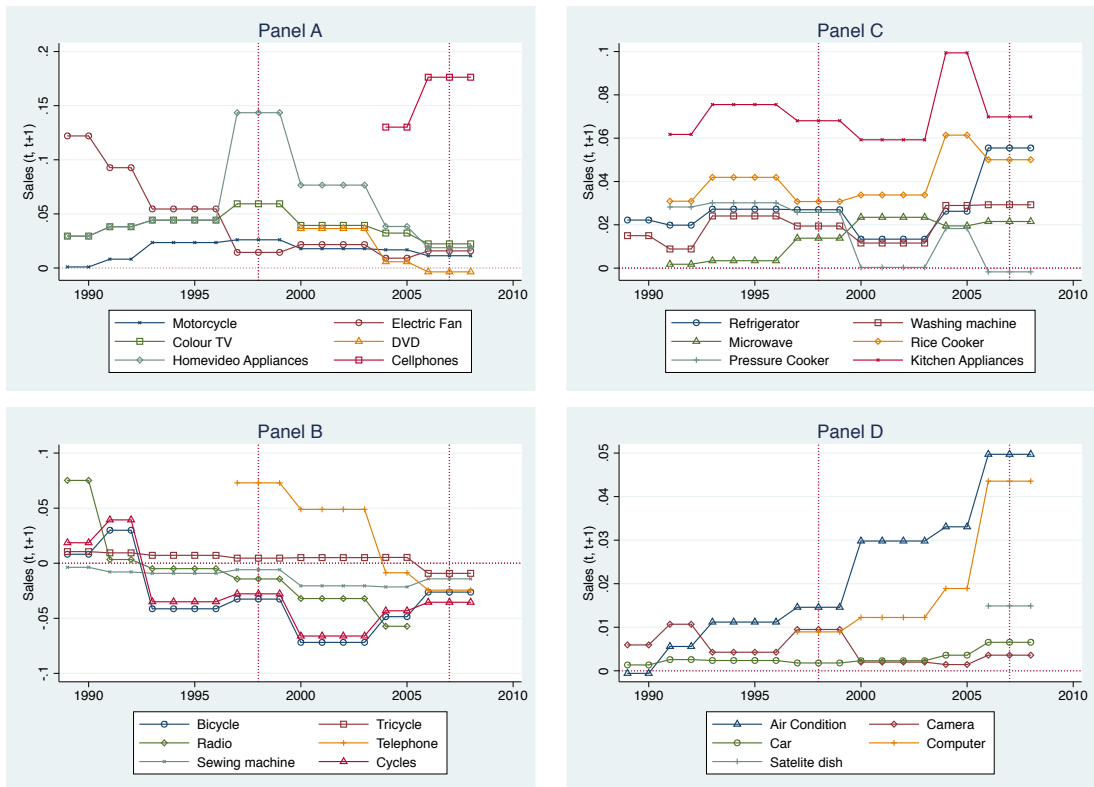 Panel A
Sales (t, t+1)
.2
.15
.1
.05
0
1990 1995 2000 2005 2010
Motorcycle Electric Fan
Colour TV DVD
Homevideo Appliances Cellphones
Panel C
Sales (t, t+1)
.1
.08
.06
.04
.02
0
1990 1995 2000 2005 2010
Refrigerator Washing machine
Microwave Rice Cooker
Pressure Cooker Kitchen Appliances
Panel B
Sales (t, t+1)
.1
.05
0
-.05
-.1
1990 1995 2000 2005 2010
Bicycle Tricycle
Radio Telephone
Sewing machine Cycles
Panel D
Sales (t, t+1)
.05
.04
.03
.02
.01
0
1990 1995 2000 2005 2010
Air Condition Camera
Car Computer
Satelite dish